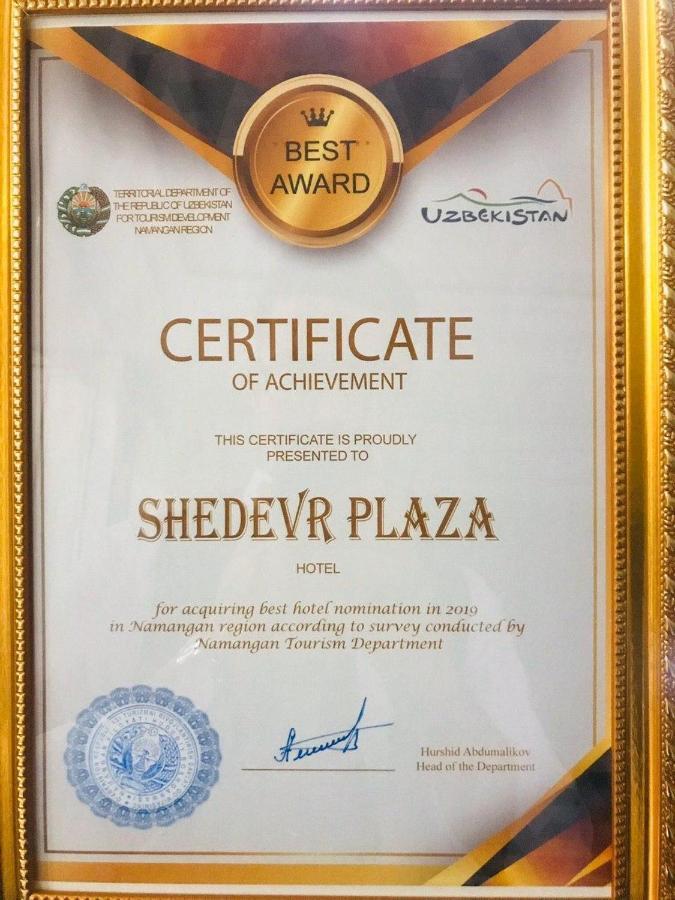 BEST
AWARD
TERRITORIAL DEPARTMENT OF
THE REPUBLIC OF UZBEKISTAN
FOR TOURISM DEVELOPMENT
NAMANGAN REGION
UZBEKISTAN
CERTIFICATE
OF ACHIEVEMENT
THIS CERTIFICATE IS PROUDLY
PRESENTED TO
SHEDEVR PLAZA
HOTEL
for acquiring best hotel nomination in 2019
in Namangan region according to survey conducted by
Namangan Tourism Department
Hurshid Abdumalikov
Head of the Department